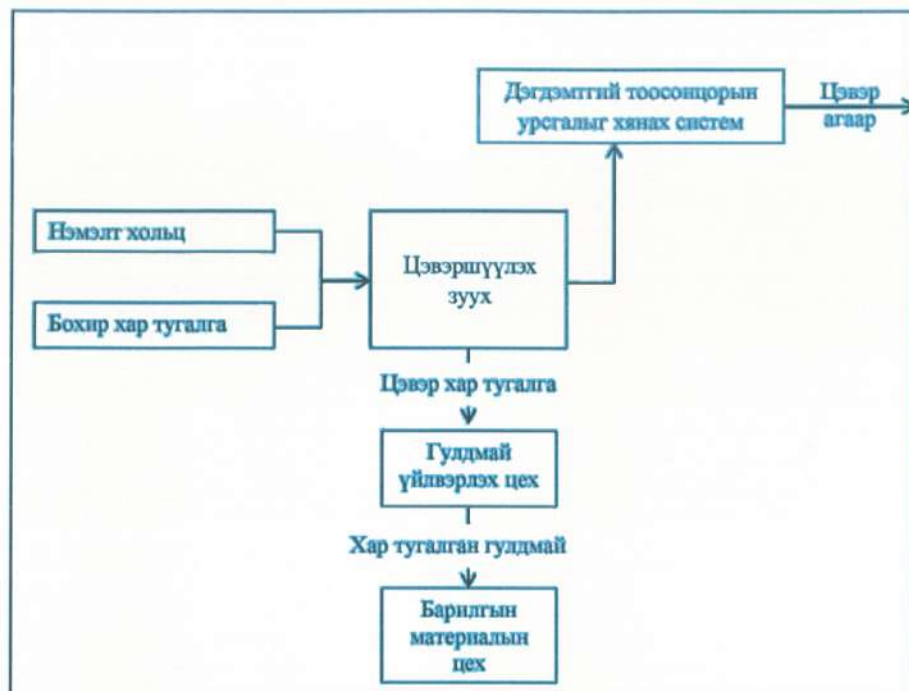 Дэгдэмтгий тоосонцорын
урсгалыг хянах систем
Цэвэр
агаар
Нэмэлт хольц
Бохир хар тугалга
Цэвэршүүлэх
зуух
Цэвэр хар тугалга
Гулдмай
үйлвэрлэх цех
Хар тугалган гулдмай
Барилгын
материалын
цех